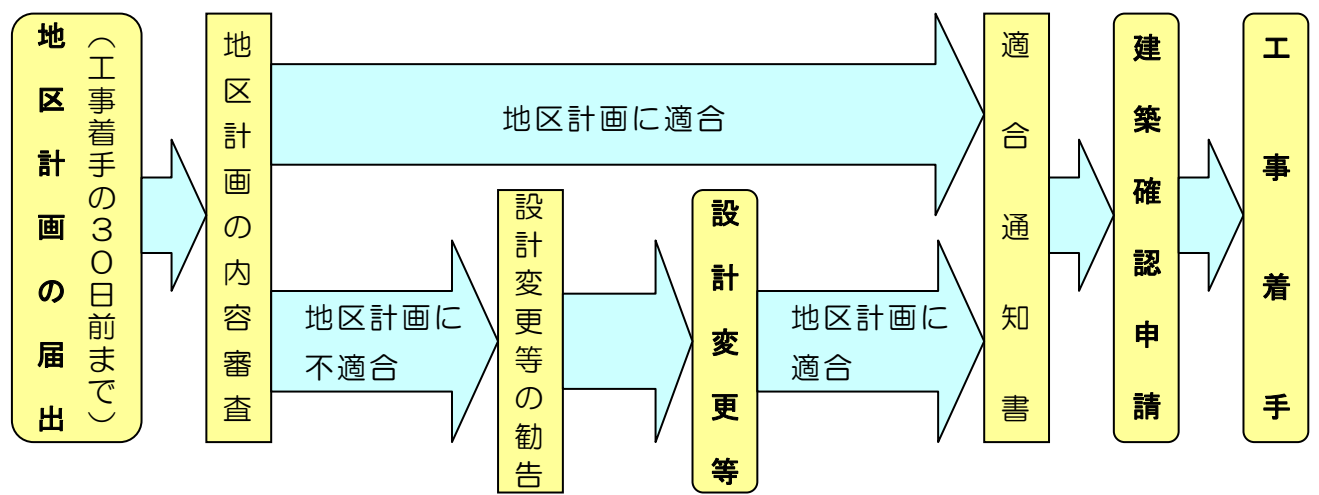 地区計画の届出
（工事着手の３０日前まで）
地区計画の内容審査
地区計画に適合
地区計画に
不適合
設計変更等の勧告
設計変更等
地区計画に
適合
適合通知書
建築確認申請
工事着手